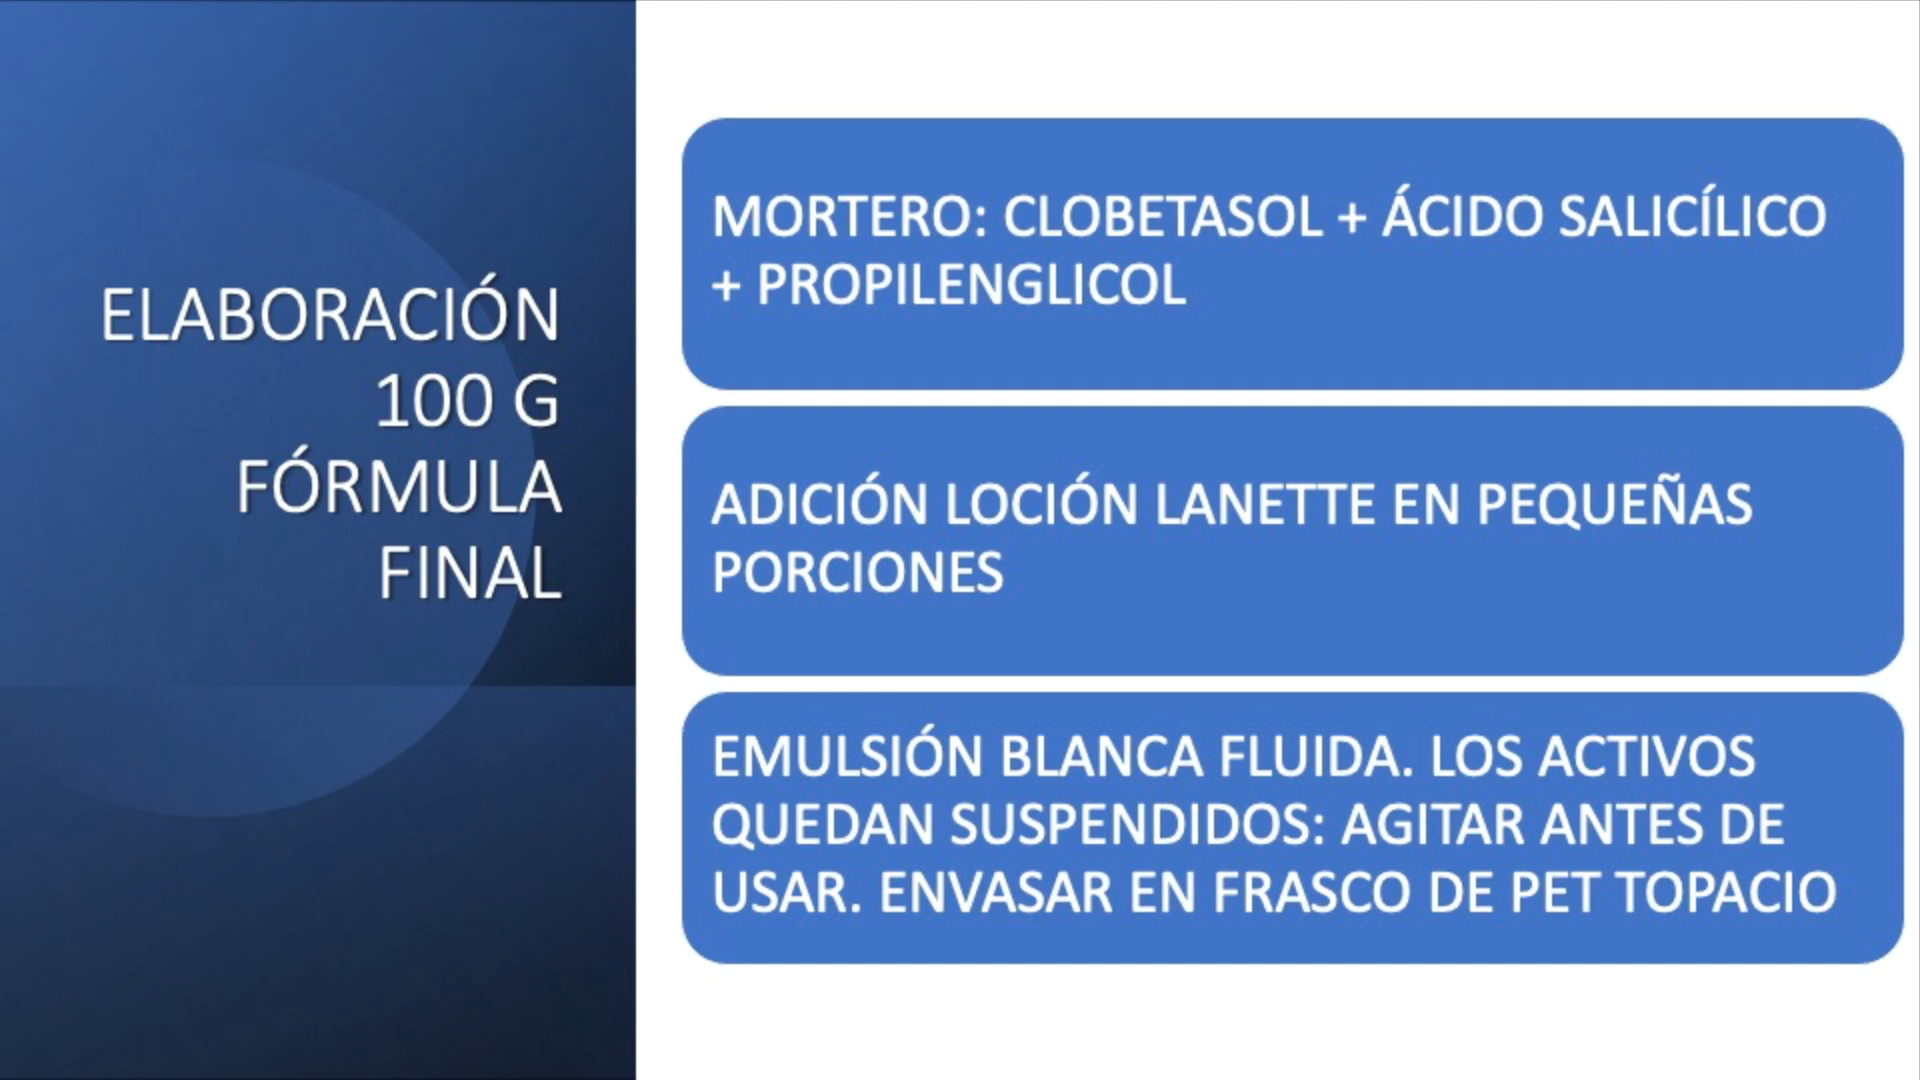 ELABORACIÓN
100 G
FÓRMULA
FINAL
MORTERO: CLOBETASOL + ÁCIDO SALICÍLICO
+ PROPILENGLICOL
ADICIÓN LOCIÓN LANETTE EN PEQUEÑAS
PORCIONES
EMULSIÓN BLANCA FLUIDA. LOS ACTIVOS
QUEDAN SUSPENDIDOS: AGITAR ANTES DE
USAR. ENVASAR EN FRASCO DE PET TOPACIO